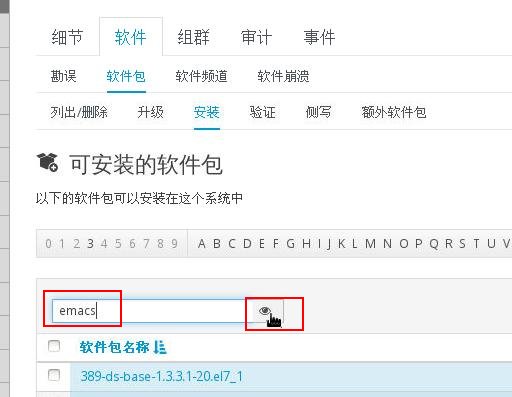 细节 软件 组群 审计 事件
勘误 软件包 软件频道 软件崩溃
列出/删除 升级 安装 验证 侧写 额外软件包
可安装的软件包
以下的软件包可以安装在这个系统中
0 1 2 3 4 5 6 7 8 9 A B C D E F G H I J K L M N O P Q R S T U V
emacs
软件包名称
389-ds-base-1.3.3.1-20.el7_1